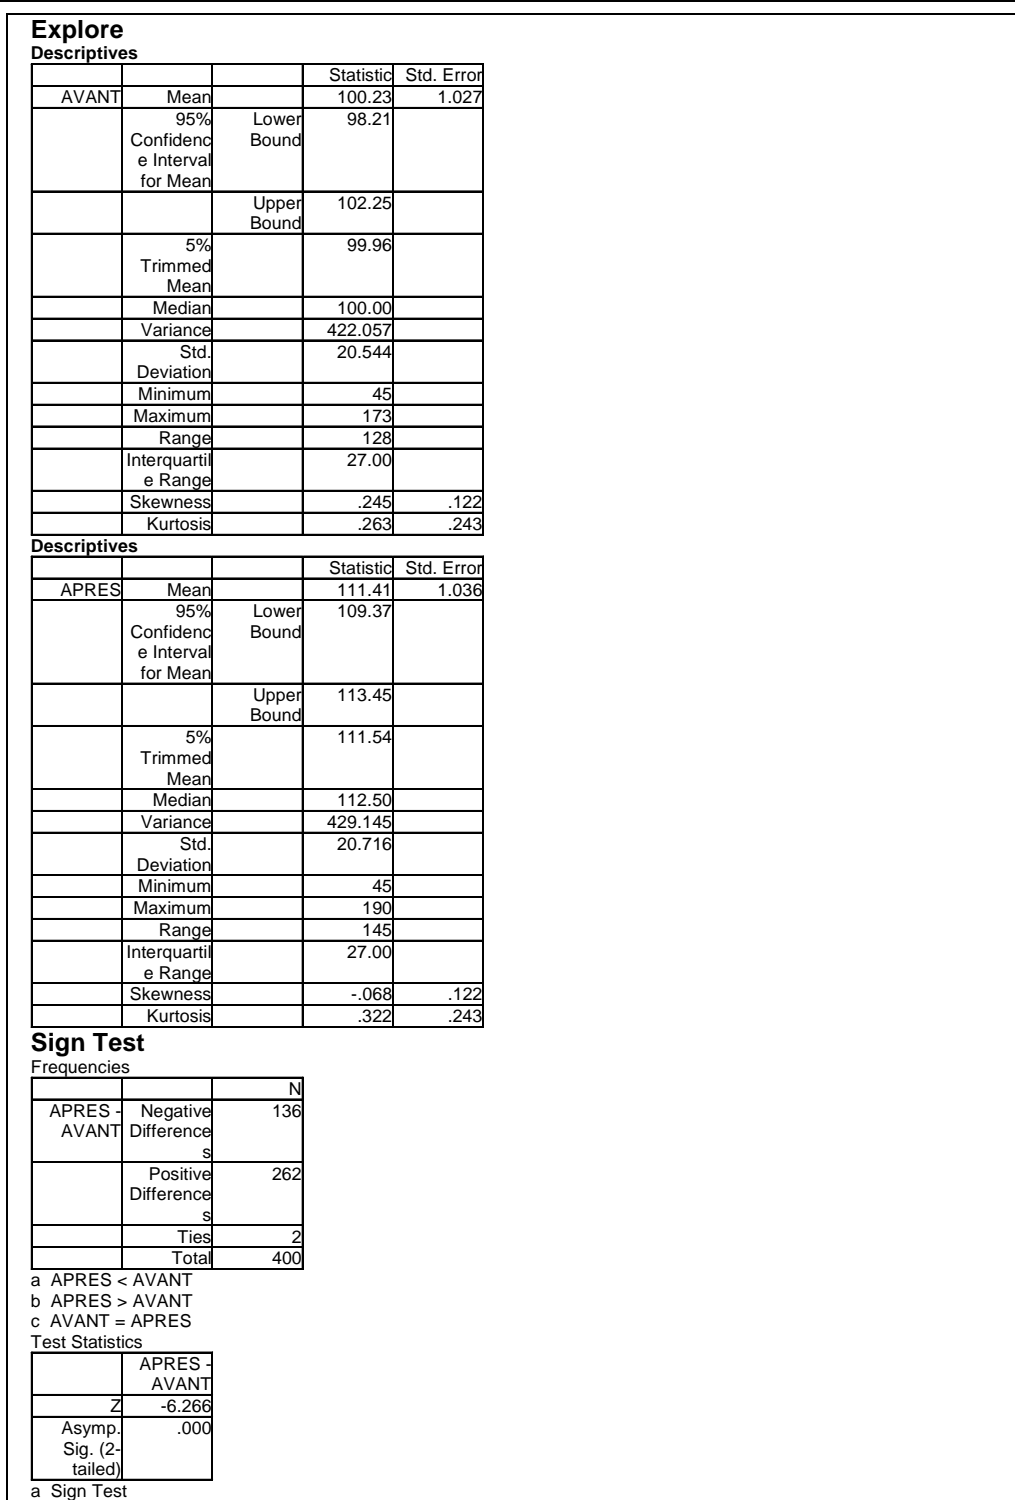 Explore
Descriptives
Statistic Std. Error
AVANT Mean 100.23 1.027
95% Lower 98.21
Confidenc Bound
e Interval
for Mean
Upper 102.25
Bound
5% 99.96
Trimmed
Mean
Median 100.00
Variance 422.057
Std. 20.544
Deviation
Minimum 45
Maximum 173
Range 128
Interquartil 27.00
e Range
Skewness .245 .122
Kurtosis .263 .243
Descriptives
Statistic Std. Error
APRES Mean 111.41 1.036
95% Lower 109.37
Confidenc Bound
e Interval
for Mean
Upper 113.45
Bound
5% 111.54
Trimmed
Mean
Median 112.50
Variance 429.145
Std. 20.716
Deviation
Minimum 45
Maximum 190
Range 145
Interquartil 27.00
e Range
Skewness -.068 .122
Kurtosis .322 .243
Sign Test
Frequencies
N
APRES - Negative 136
AVANT Difference
s
Positive 262
Difference
s
Ties 2
Total 400
a APRES < AVANT
b APRES > AVANT
c AVANT = APRES
Test Statistics
APRES -
AVANT
Z -6.266
Asymp. .000
Sig. (2-
tailed)
a Sign Test